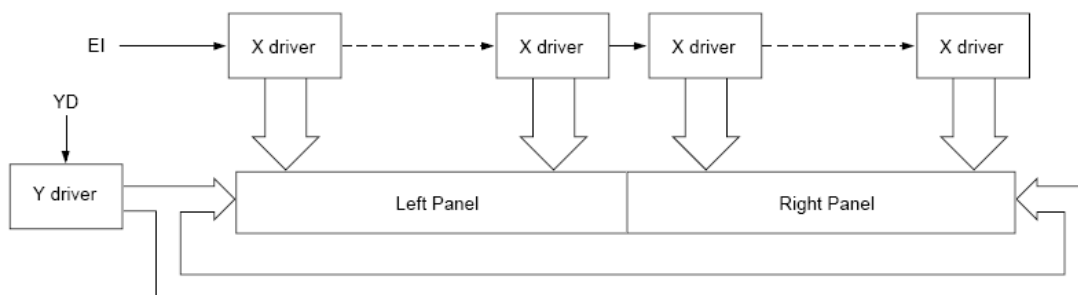 EI
X driver
X driver
X driver
X driver
YD
Y driver
Left Panel
Right Panel